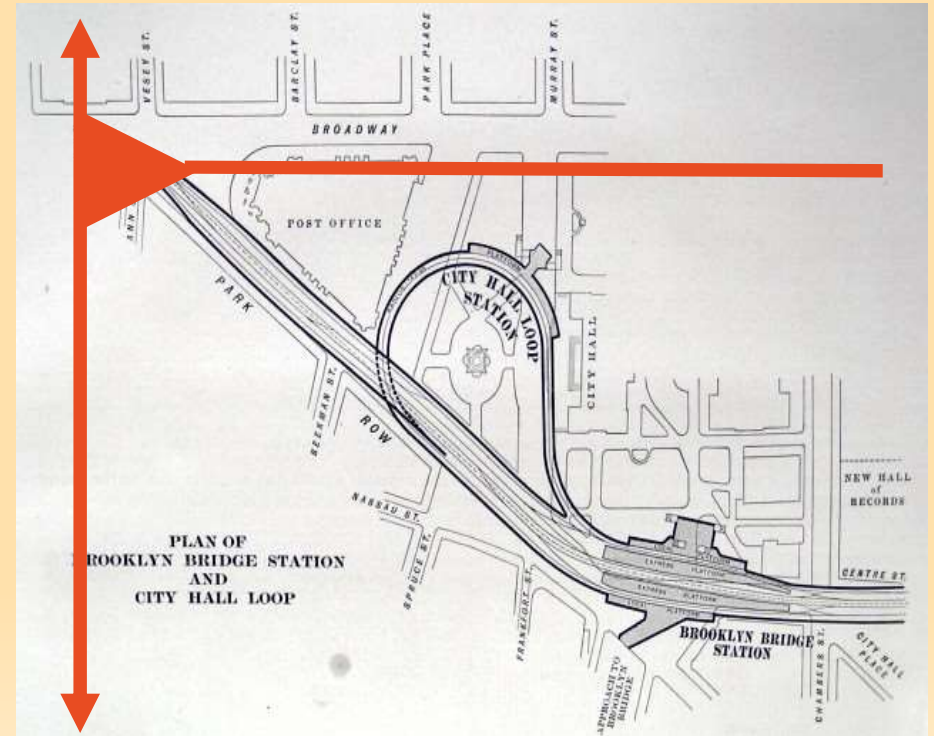 VESEY ST.
BARCLAY ST.
PARK PLACE
MURRAY ST.
BROADWAY
ANN
POST OFFICE
PLATFORM
CITY HALL LOOP
STATION
CITY HALL
PARK
BEEKMAN ST.
ROW
NEW HALL
of
RECORDS
NASSAU ST.
PLAN OF
ROOKLYN BRIDGE STATION
AND
CITY HALL LOOP
SPRUCE ST.
FRANKFORT ST.
LOCAL PLATFORM
EXPRESS PLATFORM
EXPRESS PLATFORM
LOCAL PLATFORM
CENTRE ST.
BROOKLYN BRIDGE
STATION
APPROACH TO
BROOKLYN
BRIDGE
CHAMBERS ST.
CITY HALL
PLACE